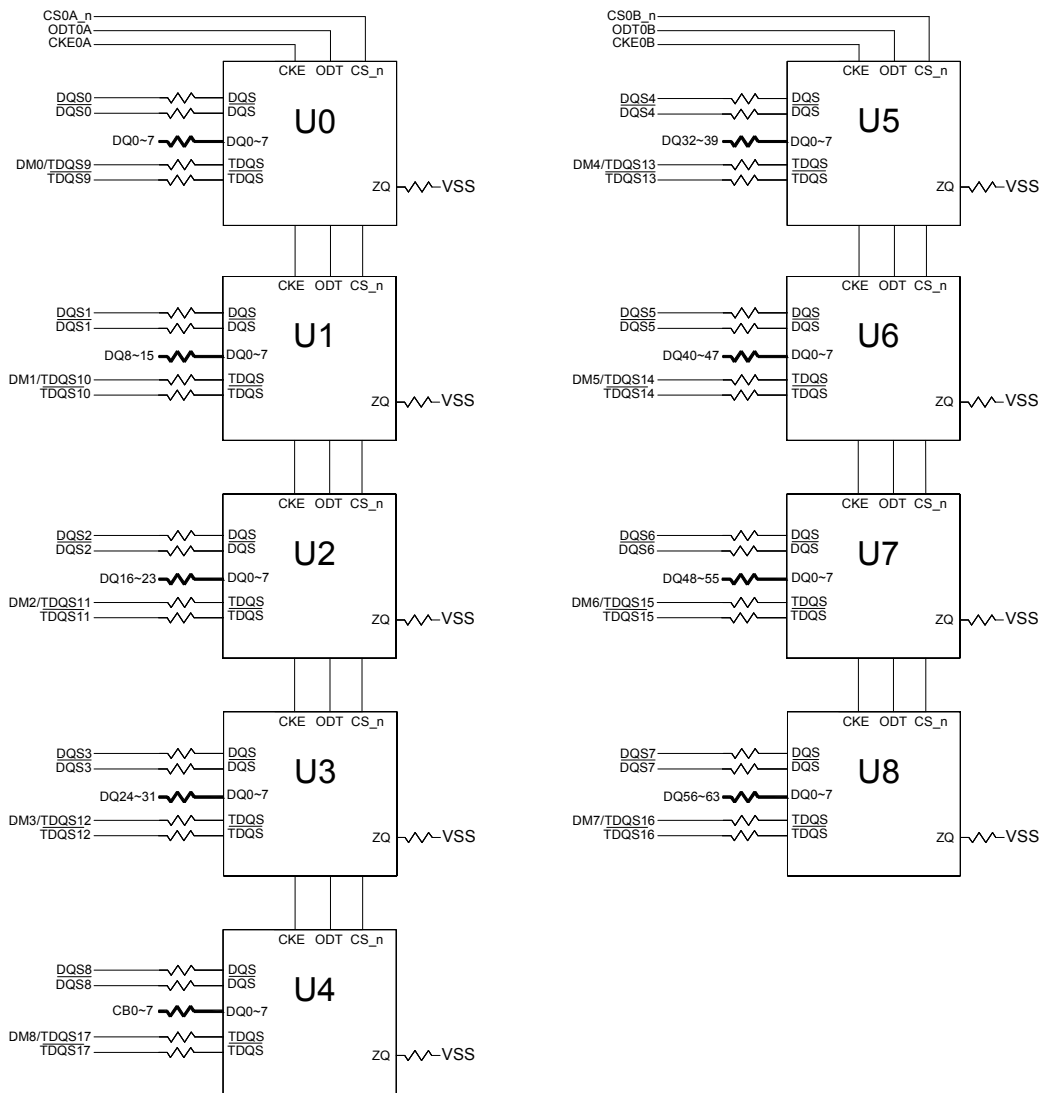 CS0A_n
ODT0A
CKE0A
CKE ODT CS_n
DQS0 DQS
DQS0 DQS
U0
DQ0~7 DQ0~7
DM0/TDQS9 TDQS
TDQS9 TDQS
ZQ VSS
CKE ODT CS_n
DQS1 DQS
DQS1 DQS
U1
DQ8~15 DQ0~7
DM1/TDQS10 TDQS
TDQS10 TDQS
ZQ VSS
CKE ODT CS_n
DQS2 DQS
DQS2 DQS
U2
DQ16~23 DQ0~7
DM2/TDQS11 TDQS
TDQS11 TDQS
ZQ VSS
CKE ODT CS_n
DQS3 DQS
DQS3 DQS
U3
DQ24~31 DQ0~7
DM3/TDQS12 TDQS
TDQS12 TDQS
ZQ VSS
CKE ODT CS_n
DQS8 DQS
DQS8 DQS
U4
CB0~7 DQ0~7
DM8/TDQS17 TDQS
TDQS17 TDQS
ZQ VSS
CS0B_n
ODT0B
CKE0B
CKE ODT CS_n
DQS4 DQS
DQS4 DQS
U5
DQ32~39 DQ0~7
DM4/TDQS13 TDQS
TDQS13 TDQS
ZQ VSS
CKE ODT CS_n
DQS5 DQS
DQS5 DQS
U6
DQ40~47 DQ0~7
DM5/TDQS14 TDQS
TDQS14 TDQS
ZQ VSS
CKE ODT CS_n
DQS6 DQS
DQS6 DQS
U7
DQ48~55 DQ0~7
DM6/TDQS15 TDQS
TDQS15 TDQS
ZQ VSS
CKE ODT CS_n
DQS7 DQS
DQS7 DQS
U8
DQ56~63 DQ0~7
DM7/TDQS16 TDQS
TDQS16 TDQS
ZQ VSS